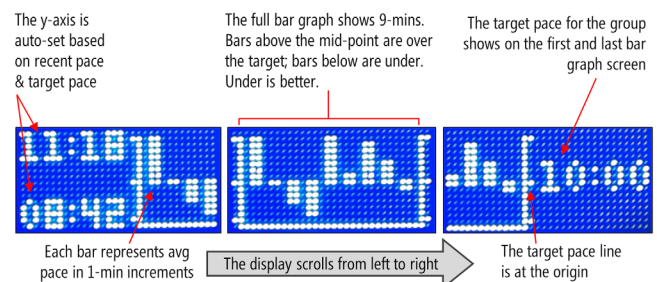 The y-axis is
auto-set based
on recent pace
& target pace
The full bar graph shows 9-mins.
Bars above the mid-point are over
the target; bars below are under.
Under is better.
The target pace for the group
shows on the first and last bar
graph screen
11:18
08:42
10:00
Each bar represents avg
pace in 1-min increments
The display scrolls from left to right
The target pace line
is at the origin